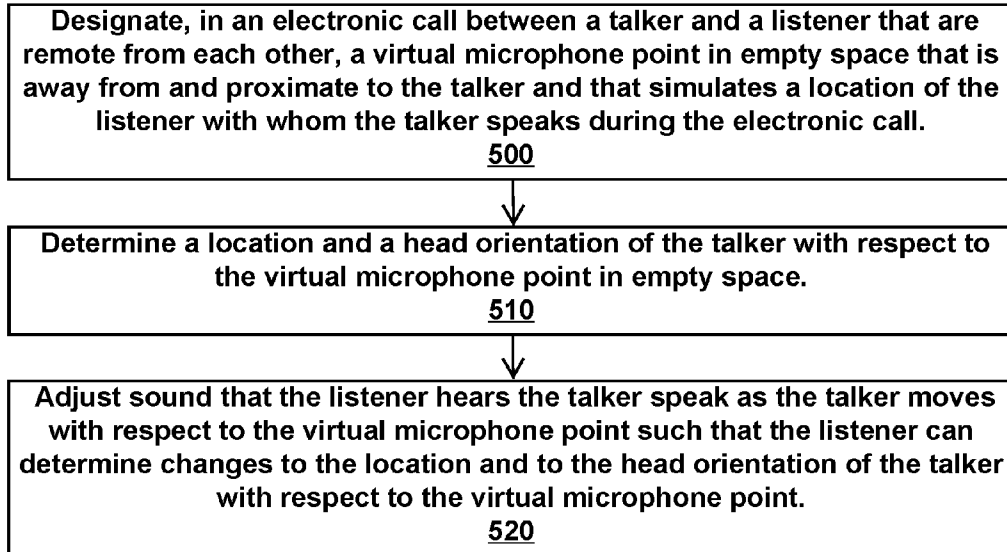 Designate, in an electronic call between a talker and a listener that are
remote from each other, a virtual microphone point in empty space that is
away from and proximate to the talker and that simulates a location of the
listener with whom the talker speaks during the electronic call.
500
Determine a location and a head orientation of the talker with respect to
the virtual microphone point in empty space.
510
Adjust sound that the listener hears the talker speak as the talker moves
with respect to the virtual microphone point such that the listener can
determine changes to the location and to the head orientation of the talker
with respect to the virtual microphone point.
520